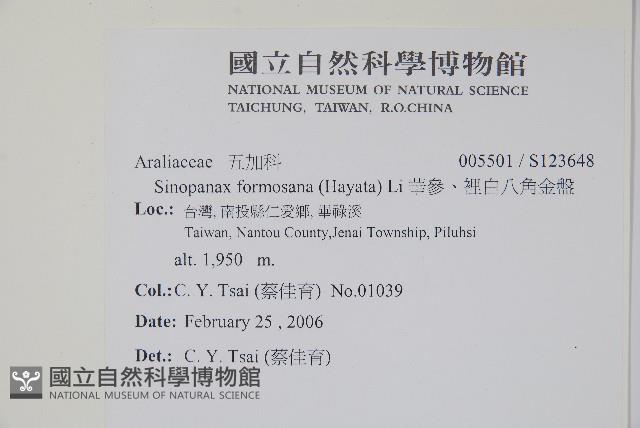 國立自然科學博物館
NATIONAL MUSEUM OF NATURAL SCIENCE
TAICHUNG, TAIWAN, R.O.CHINA
Araliaceae 五加科 005501 / S123648
Sinopanax formosana (Hayata) Li 華參、裡白八角金盤
Loc.: 台灣, 南投縣仁愛鄉, 畢祿溪
Taiwan, Nantou County,Jenai Township, Piluhsi
alt. 1,950 m.
Col.: C. Y. Tsai (蔡佳育) No.01039
Date: February 25 , 2006
Det.: C. Y. Tsai (蔡佳育)
國立自然科學博物館
NATIONAL MUSEUM OF NATURAL SCIENCE